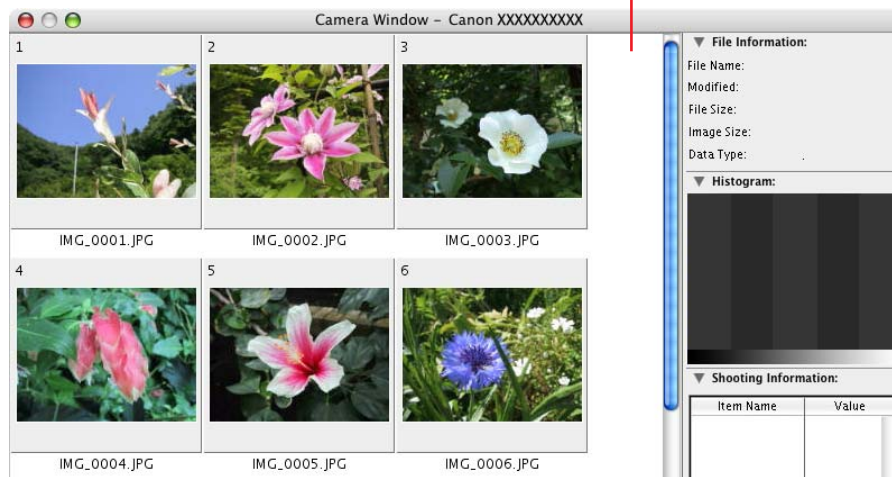 Camera Window - Canon XXXXXXXXXX
1
2
3
IMG_0001.JPG
IMG_0002.JPG
IMG_0003.JPG
4
5
6
IMG_0004.JPG
IMG_0005.JPG
IMG_0006.JPG
File Information:
File Name:
Modified:
File Size:
Image Size:
Data Type:
Histogram:
Shooting Information:
Item Name
Value